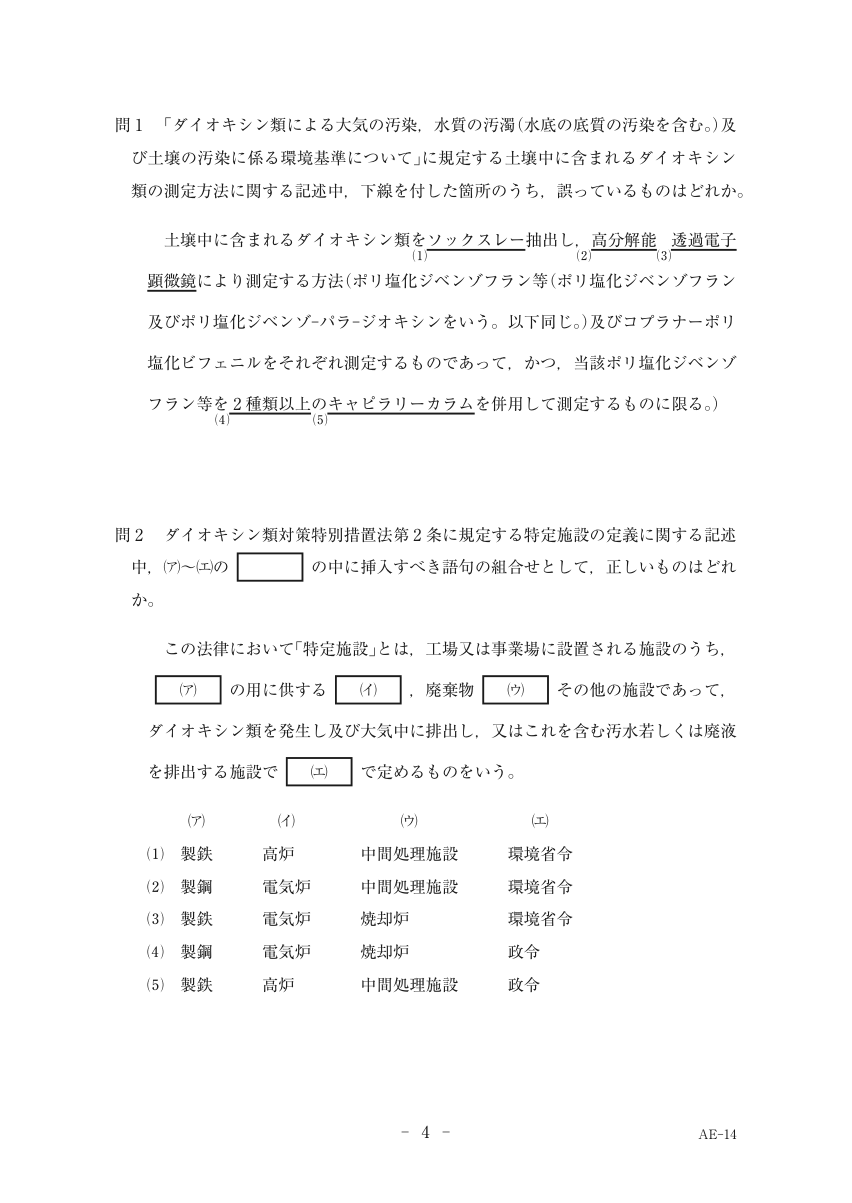 問1 「ダイオキシン類による大気の汚染，水質の汚濁(水底の底質の汚染を含む。)及
び土壌の汚染に係る環境基準について」に規定する土壌中に含まれるダイオキシン
類の測定方法に関する記述中，下線を付した箇所のうち，誤っているものはどれか。
土壌中に含まれるダイオキシン類をソックスレー抽出し，高分解能 透過電子
(1) (2) (3)
顕微鏡により測定する方法(ポリ塩化ジベンゾフラン等(ポリ塩化ジベンゾフラン
及びポリ塩化ジベンゾ-パラ-ジオキシンをいう。以下同じ。)及びコプラナーポリ
塩化ビフェニルをそれぞれ測定するものであって，かつ，当該ポリ塩化ジベンゾ
フラン等を2種類以上のキャピラリーカラムを併用して測定するものに限る。)
(4) (5)
問2 ダイオキシン類対策特別措置法第2条に規定する特定施設の定義に関する記述
中，(ア)～(エ)の の中に挿入すべき語句の組合せとして，正しいものはどれ
か。
この法律において「特定施設」とは，工場又は事業場に設置される施設のうち，
(ア) の用に供する (イ) ，廃棄物 (ウ) その他の施設であって，
ダイオキシン類を発生し及び大気中に排出し，又はこれを含む汚水若しくは廃液
を排出する施設で (エ) で定めるものをいう。
(ア) (イ) (ウ) (エ)
(1) 製鉄 高炉 中間処理施設 環境省令
(2) 製鋼 電気炉 中間処理施設 環境省令
(3) 製鉄 電気炉 焼却炉 環境省令
(4) 製鋼 電気炉 焼却炉 政令
(5) 製鉄 高炉 中間処理施設 政令
- 4 -
AE-14